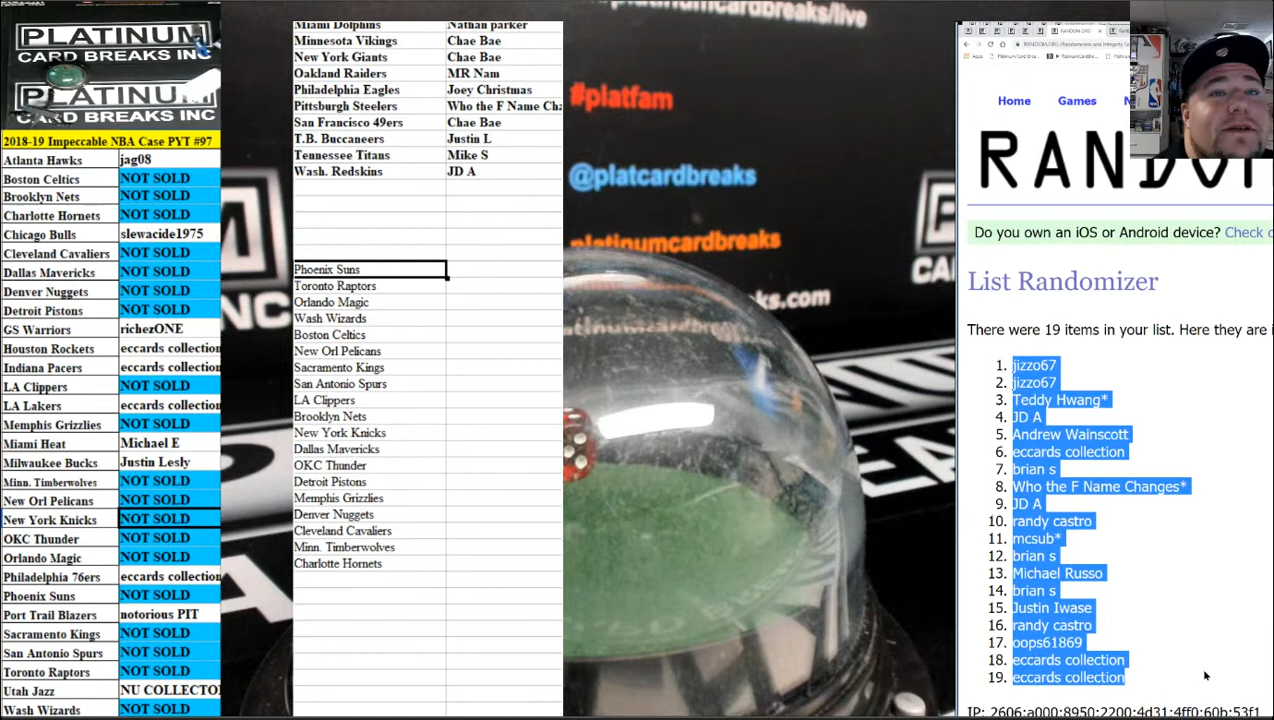 PLATINUM
CARD BREAKS INC
PLATINUM
CARD BREAKS INC
2018-19 Impeccable NBA Case PYT #97
Atlanta Hawks jag08
Boston Celtics NOT SOLD
Brooklyn Nets NOT SOLD
Charlotte Hornets NOT SOLD
Chicago Bulls slewacide1975
Cleveland Cavaliers NOT SOLD
Dallas Mavericks NOT SOLD
Denver Nuggets NOT SOLD
Detroit Pistons NOT SOLD
GS Warriors richezONE
Houston Rockets eccards collection
Indiana Pacers eccards collection
LA Clippers NOT SOLD
LA Lakers eccards collection
Memphis Grizzlies NOT SOLD
Miami Heat Michael E
Milwaukee Bucks Justin Lesly
Minn. Timberwolves NOT SOLD
New Orl Pelicans NOT SOLD
New York Knicks NOT SOLD
OKC Thunder NOT SOLD
Orlando Magic NOT SOLD
Philadelphia 76ers eccards collection
Phoenix Suns NOT SOLD
Port Trail Blazers notorious PIT
Sacramento Kings NOT SOLD
San Antonio Spurs NOT SOLD
Toronto Raptors NOT SOLD
Utah Jazz NU COLLECTO
Wash Wizards NOT SOLD
Miami Dolphins Nathan parker
Minnesota Vikings Chae Bae
New York Giants Chae Bae
Oakland Raiders MR Nam
Philadelphia Eagles Joey Christmas
Pittsburgh Steelers Who the F Name Cha
San Francisco 49ers Chae Bae
T.B. Buccaneers Justin L
Tennessee Titans Mike S
Wash. Redskins JD A
Phoenix Suns
Toronto Raptors
Orlando Magic
Wash Wizards
Boston Celtics
New Orl Pelicans
Sacramento Kings
San Antonio Spurs
LA Clippers
Brooklyn Nets
New York Knicks
Dallas Mavericks
OKC Thunder
Detroit Pistons
Memphis Grizzlies
Denver Nuggets
Cleveland Cavaliers
Minn. Timberwolves
Charlotte Hornets
platinumcardbreaks/live
#platfam
@platcardbreaks
platinumcardbreaks
Home Games
RANDO
Do you own an iOS or Android device? Check
List Randomizer
There were 19 items in your list. Here they are i
1. jizzo67
2. jizzo67
3. Teddy Hwang*
4. JD A
5. Andrew Wainscott
6. eccards collection
7. brian s
8. Who the F Name Changes*
9. JD A
10. randy castro
11. mcsub*
12. brian s
13. Michael Russo
14. brian s
15. Justin Iwase
16. randy castro
17. oops61869
18. eccards collection
19. eccards collection
IP: 2606:a000:8950:2200:4d31:4ff0:60b:53f1